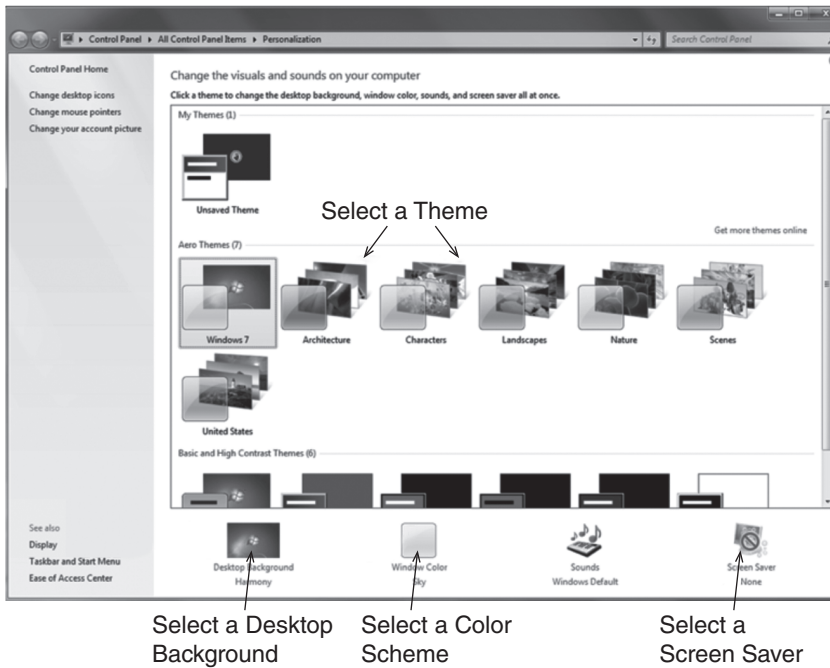 Control Panel ▸ All Control Panel Items ▸ Personalization
Search Control Panel
Control Panel Home
Change desktop icons
Change mouse pointers
Change your account picture
Change the visuals and sounds on your computer
Click a theme to change the desktop background, window color, sounds, and screen saver all at once.
My Themes (1)
Unsaved Theme
Select a Theme
Get more themes online
Aero Themes (7)
Windows 7
Architecture
Characters
Landscapes
Nature
Scenes
United States
Basic and High Contrast Themes (6)
See also
Display
Taskbar and Start Menu
Ease of Access Center
Desktop Background
Harmony
Window Color
Sky
Sounds
Windows Default
Screen Saver
None
Select a Desktop
Background
Select a Color
Scheme
Select a
Screen Saver